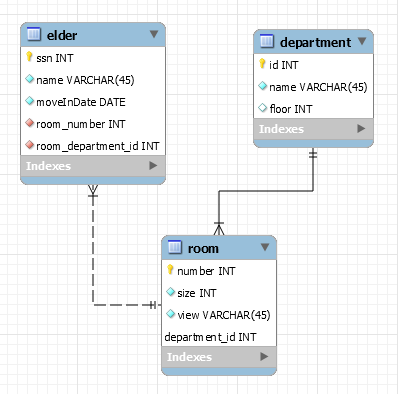 elder
ssn INT
name VARCHAR(45)
moveInDate DATE
room_number INT
room_department_id INT
Indexes
department
id INT
name VARCHAR(45)
floor INT
Indexes
room
number INT
size INT
view VARCHAR(45)
department_id INT
Indexes